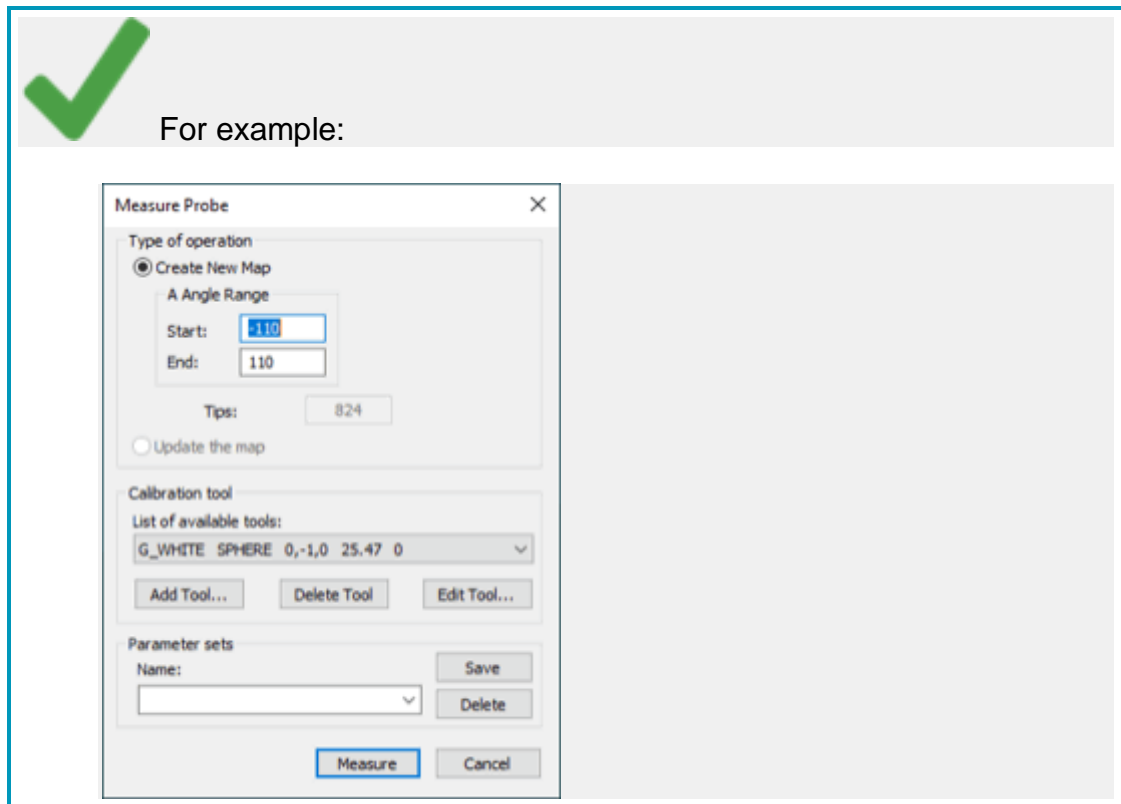 For example:
Measure Probe
Type of operation
Create New Map
A Angle Range
Start: -110
End: 110
Tips: 824
Update the map
Calibration tool
List of available tools:
G_WHITE SPHERE 0,-1,0 25.47 0
Add Tool... Delete Tool Edit Tool...
Parameter sets
Name: Save
Delete
Measure Cancel